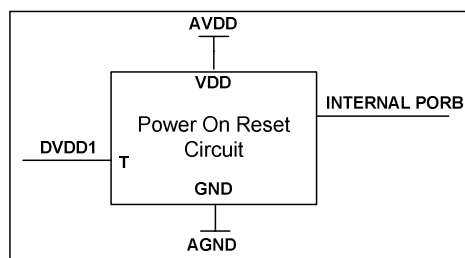 AVDD
VDD
INTERNAL PORB
Power On Reset
Circuit
DVDD1
T
GND
AGND